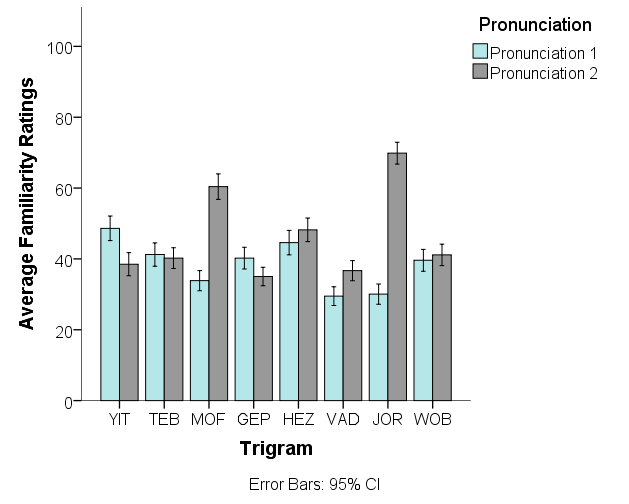 Pronunciation
Pronunciation 1
Pronunciation 2
Average Familiarity Ratings
100
80
60
40
20
0
YIT TEB MOF GEP HEZ VAD JOR WOB
Trigram
Error Bars: 95% CI